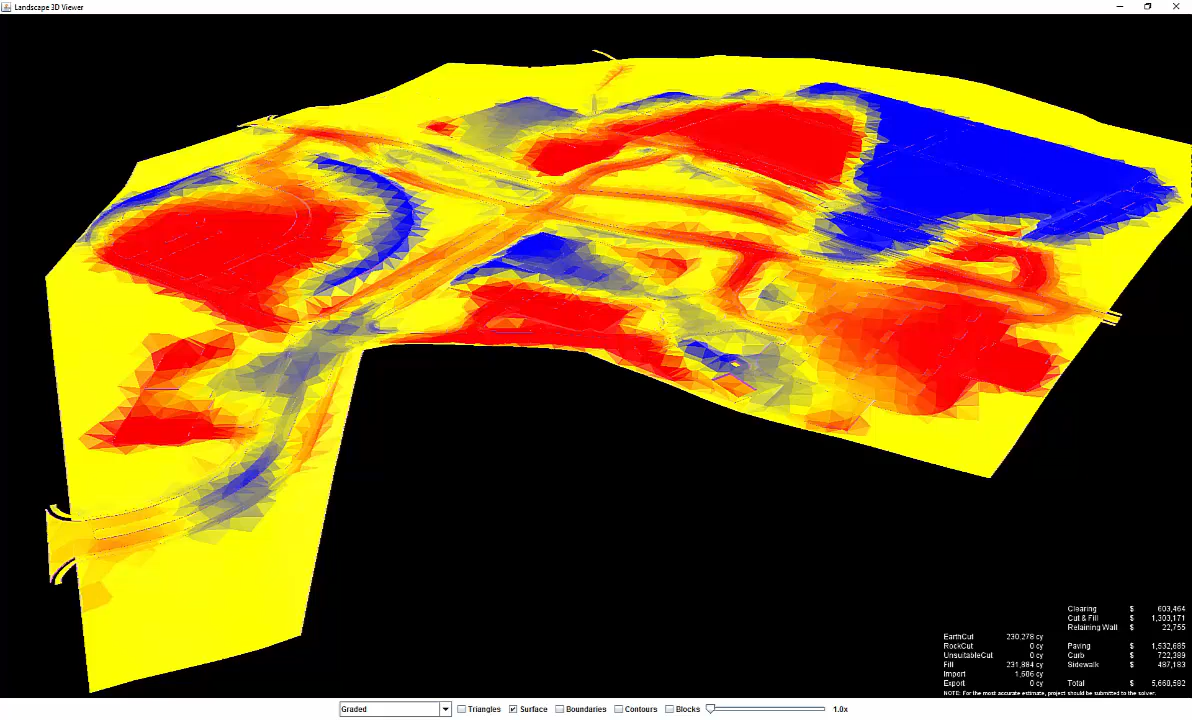 Landscape 3D Viewer
Clearing $ 603,464
Cut & Fill $ 1,303,171
Retaining Wall $ 22,755
EarthCut 230,278 cy
RockCut 0 cy Paving $ 1,532,685
UnsuitableCut 0 cy Curb $ 722,389
Fill 231,884 cy Sidewalk $ 487,183
Import 1,606 cy
Export 0 cy Total $ 5,668,582
NOTE: For the most accurate estimate, project should be submitted to the solver.
Graded Triangles Surface Boundaries Contours Blocks 1.0x